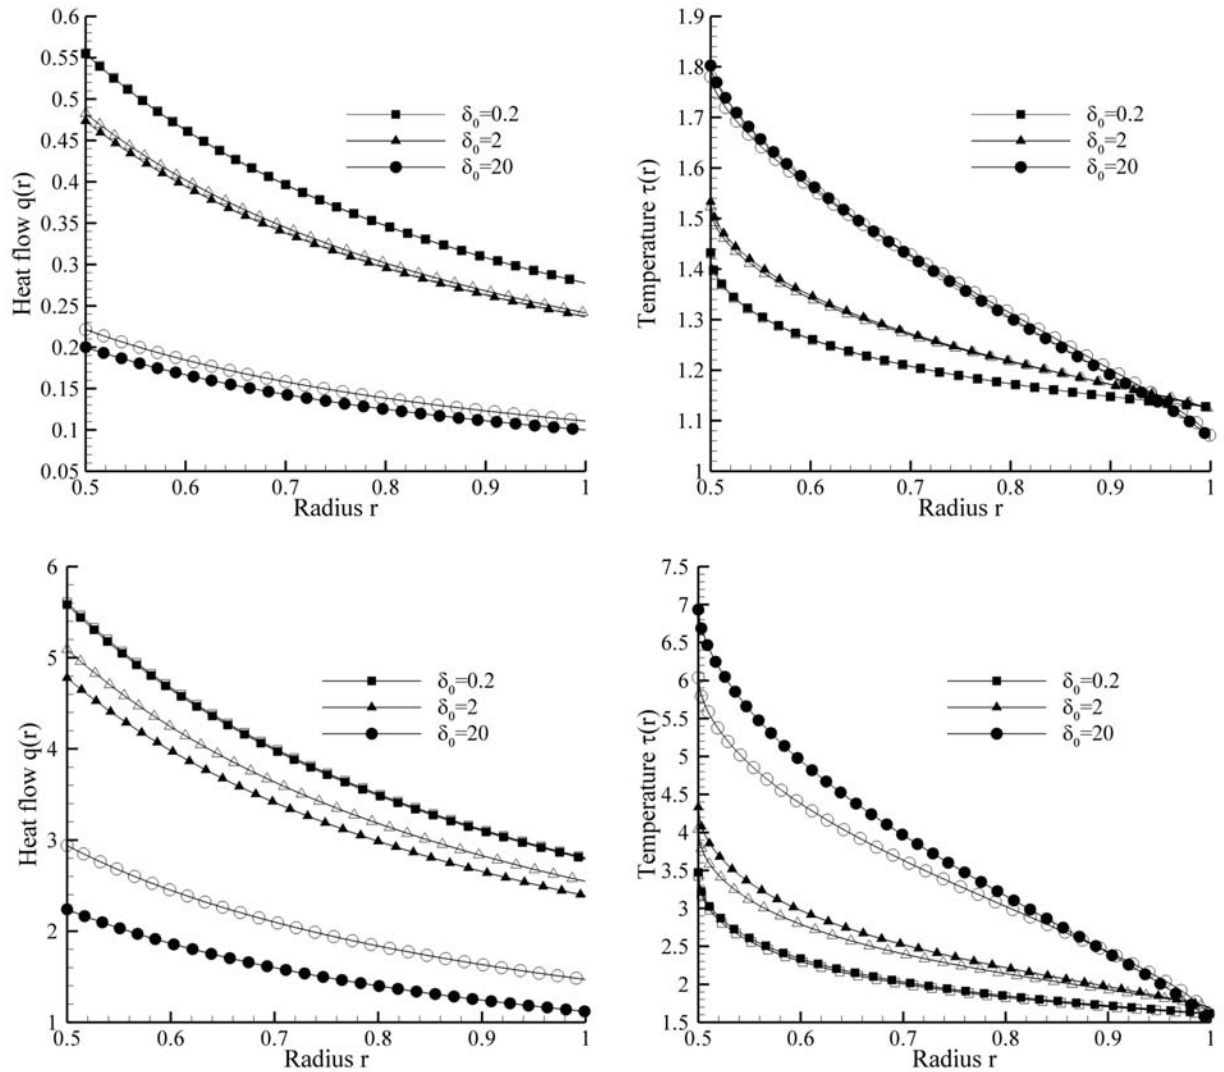 0.6
0.55
0.5
0.45
0.4
0.35
0.3
0.25
0.2
0.15
0.1
0.05
Heat flow q(r)
δ₀=0.2
δ₀=2
δ₀=20
0.5 0.6 0.7 0.8 0.9 1
Radius r
1.9
1.8
1.7
1.6
1.5
1.4
1.3
1.2
1.1
1
Temperature τ(r)
δ₀=0.2
δ₀=2
δ₀=20
0.5 0.6 0.7 0.8 0.9 1
Radius r
6
5
4
3
2
1
Heat flow q(r)
δ₀=0.2
δ₀=2
δ₀=20
0.5 0.6 0.7 0.8 0.9 1
Radius r
7.5
7
6.5
6
5.5
5
4.5
4
3.5
3
2.5
2
1.5
Temperature τ(r)
δ₀=0.2
δ₀=2
δ₀=20
0.5 0.6 0.7 0.8 0.9 1
Radius r